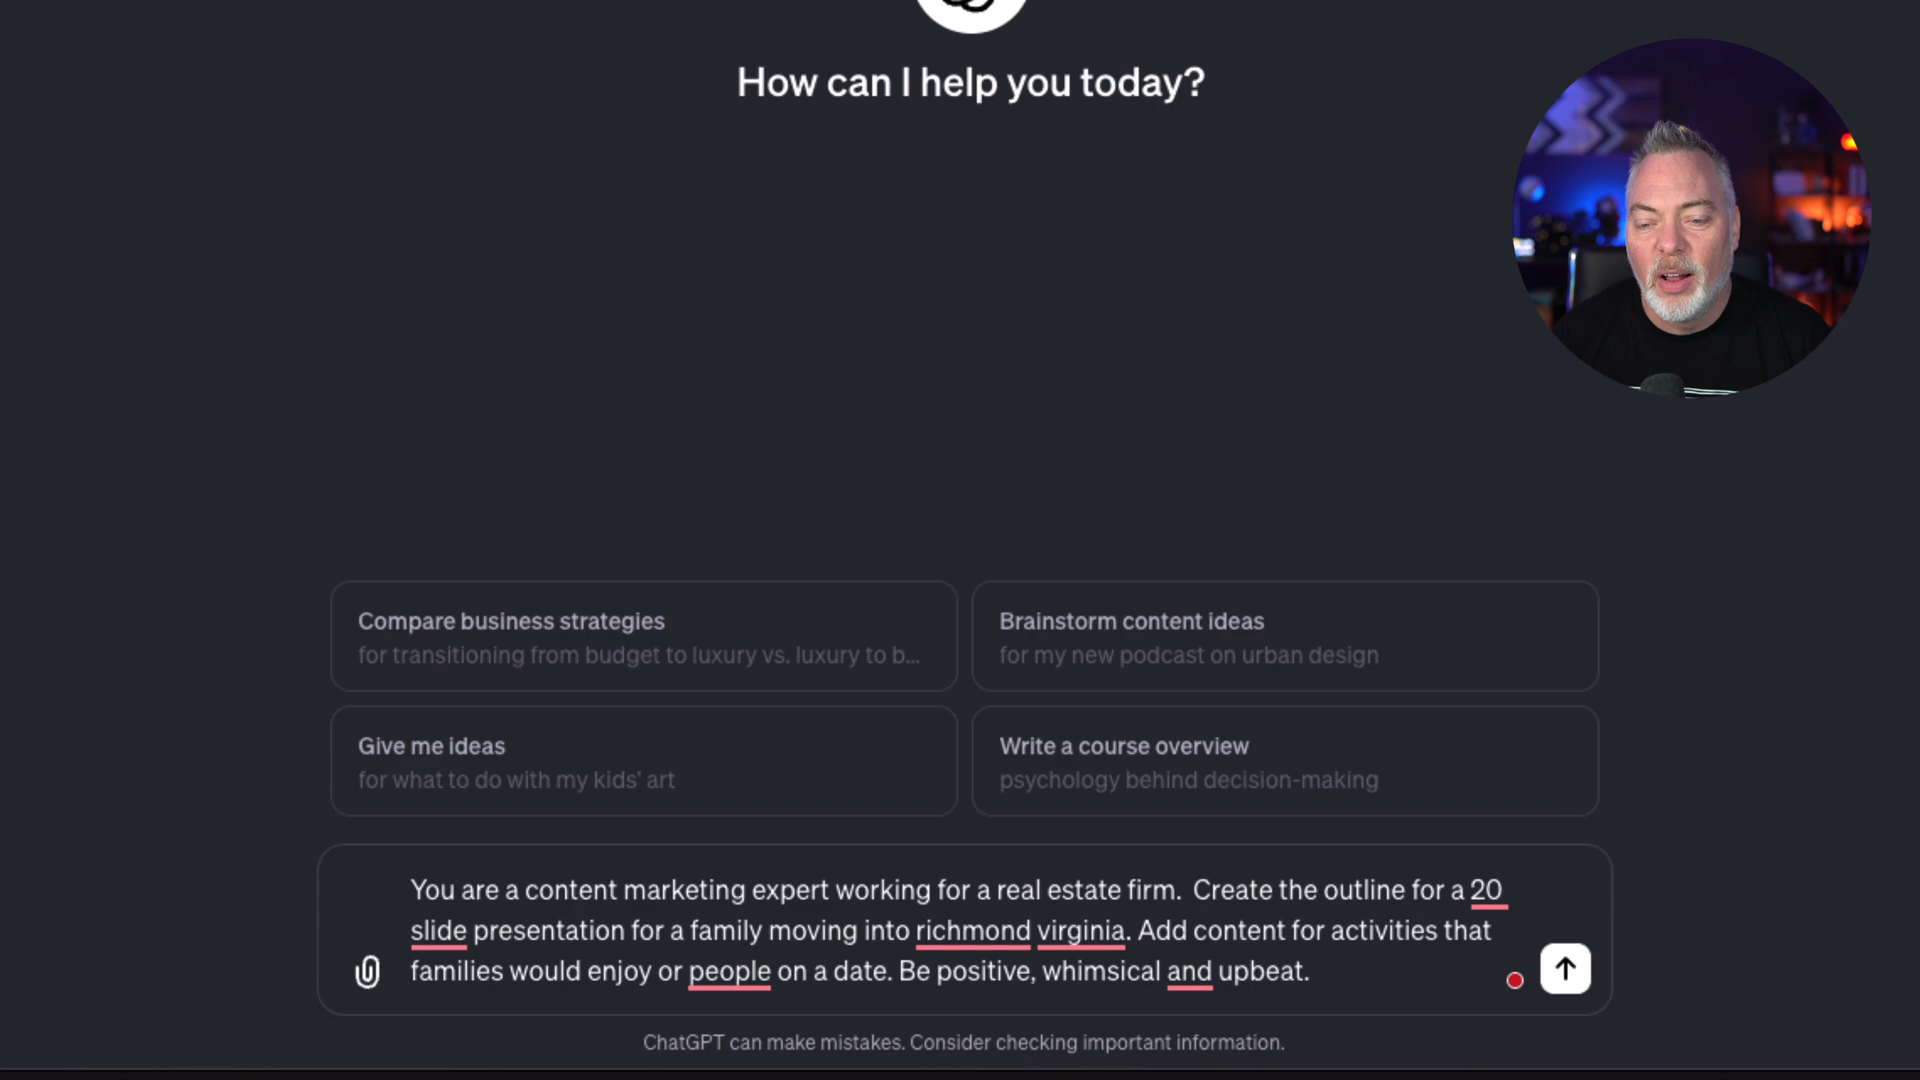 How can I help you today?
Compare business strategies
for transitioning from budget to luxury vs. luxury to b...
Brainstorm content ideas
for my new podcast on urban design
Give me ideas
for what to do with my kids' art
Write a course overview
psychology behind decision-making
You are a content marketing expert working for a real estate firm.  Create the outline for a 20
slide presentation for a family moving into richmond virginia. Add content for activities that
families would enjoy or people on a date. Be positive, whimsical and upbeat.
ChatGPT can make mistakes. Consider checking important information.